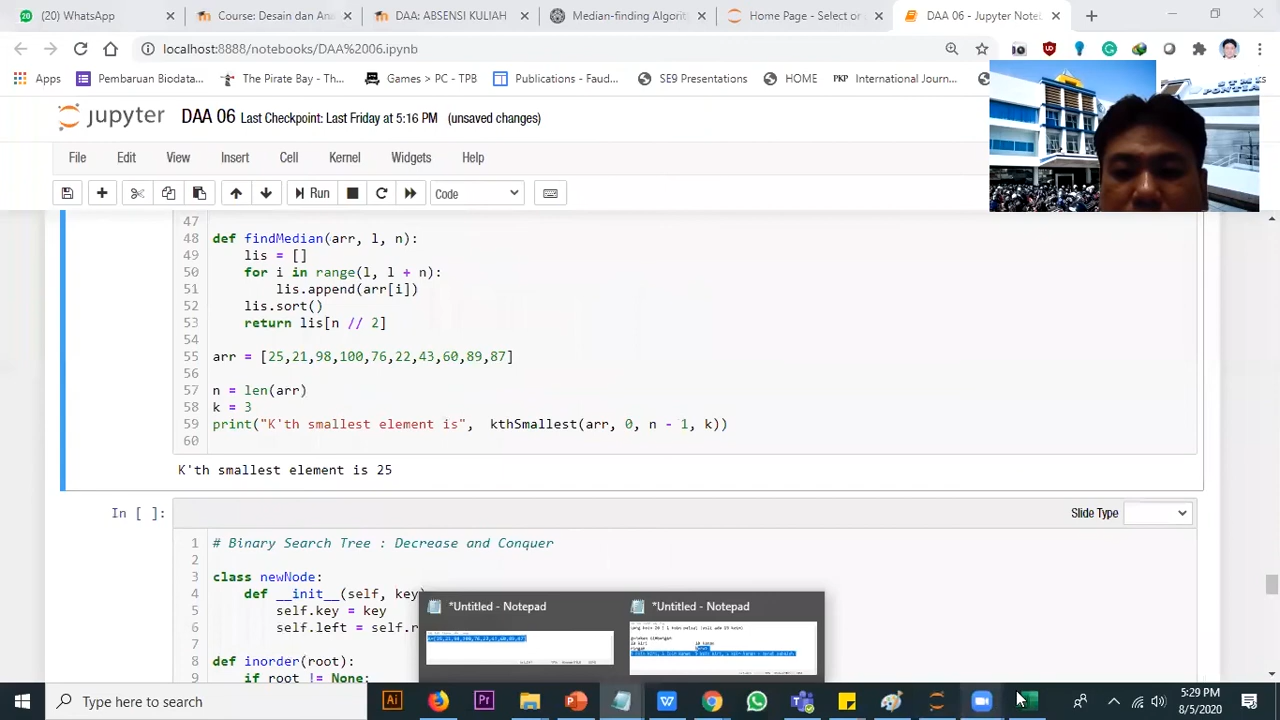 WhatsApp
Course: Desain dan An
DAA: ABSENSI KULIAH
Median-finding Algorit
Home Page - Select or
DAA 06 - Jupyter Note
localhost:8888/notebooks/DAA%2006.ipynb
Apps
Pembaruan Biodata...
The Pirate Bay - Th...
Games > PC TPB
Publications - Faud...
SE9 Presentations
HOME
PKP International Journ...
jupyter DAA 06 Last Checkpoint: Last Friday at 5:16 PM (unsaved changes)
File Edit View Insert Kernel Widgets Help
Run
Code
47
48 def findMedian(arr, l, n):
49 lis = []
50 for i in range(l, l + n):
51 lis.append(arr[i])
52 lis.sort()
53 return lis[n // 2]
54
55 arr = [25,21,98,100,76,22,43,60,89,87]
56
57 n = len(arr)
58 k = 3
59 print("K'th smallest element is", kthSmallest(arr, 0, n - 1, k))
60
K'th smallest element is 25
In [ ]:
Slide Type
1 # Binary Search Tree : Decrease and Conquer
2
3 class newNode:
4 def __init__(self, key
5 self.key = key
6 self.left = self.r
7
8 if root != None:
*Untitled - Notepad
*Untitled - Notepad
Type here to search
5:29 PM
8/5/2020